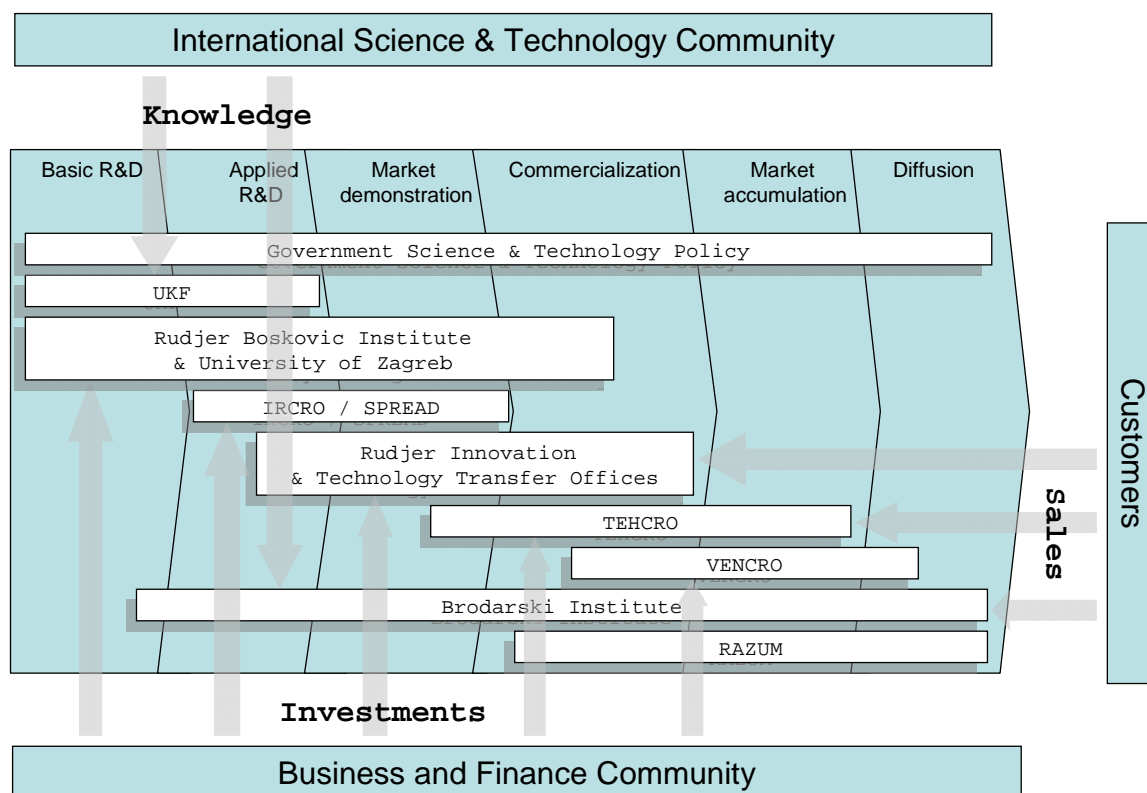 International Science & Technology Community
Knowledge
Basic R&D
Applied
R&D
Market
demonstration
Commercialization
Market
accumulation
Diffusion
Government Science & Technology Policy
UKF
Rudjer Boskovic Institute
& University of Zagreb
IRCRO / SPREAD
Rudjer Innovation
& Technology Transfer Offices
TEHCRO
VENCRO
Brodarski Institute
RAZUM
Customers
Sales
Investments
Business and Finance Community